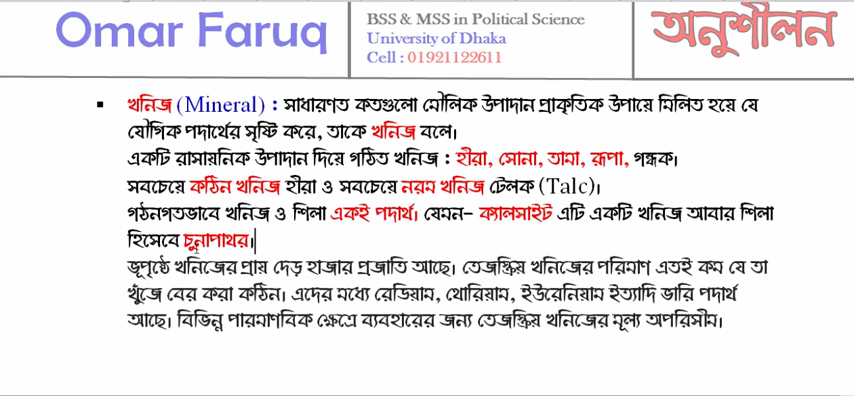 Omar Faruq
BSS & MSS in Political Science
University of Dhaka
Cell : 01921122611
অনুশীলন
▪ খনিজ (Mineral) : সাধারণত কতগুলো মৌলিক উপাদান প্রাকৃতিক উপায়ে মিলিত হয়ে যে
যৌগিক পদার্থের সৃষ্টি করে, তাকে খনিজ বলে।
একটি রাসায়নিক উপাদান দিয়ে গঠিত খনিজ : হীরা, সোনা, তামা, রূপা, গন্ধক।
সবচেয়ে কঠিন খনিজ হীরা ও সবচেয়ে নরম খনিজ টেলক (Talc)।
গঠনগতভাবে খনিজ ও শিলা একই পদার্থ। যেমন- ক্যালসাইট এটি একটি খনিজ আবার শিলা
হিসেবে চুনাপাথর।
ভূপৃষ্ঠে খনিজের প্রায় দেড় হাজার প্রজাতি আছে। তেজস্ক্রিয় খনিজের পরিমাণ এতই কম যে তা
খুঁজে বের করা কঠিন। এদের মধ্যে রেডিয়াম, থোরিয়াম, ইউরেনিয়াম ইত্যাদি ভারি পদার্থ
আছে। বিভিন্ন পারমাণবিক ক্ষেত্রে ব্যবহারের জন্য তেজস্ক্রিয় খনিজের মূল্য অপরিসীম।